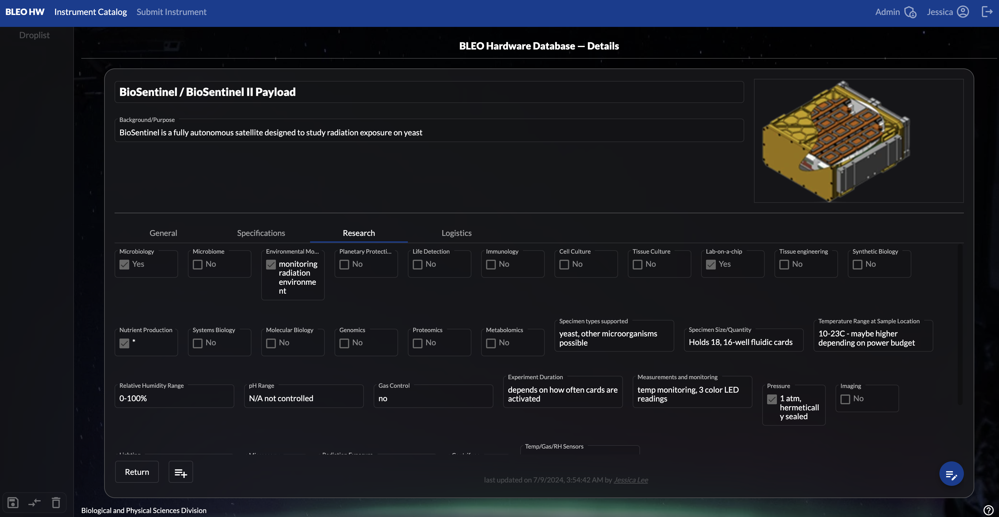 BLEO HW Instrument Catalog Submit Instrument Admin Jessica
Droplist
BLEO Hardware Database — Details
BioSentinel / BioSentinel II Payload
Background/Purpose
BioSentinel is a fully autonomous satellite designed to study radiation exposure on yeast
General Specifications Research Logistics
Microbiology
Yes
Microbiome
No
Environmental Mo...
monitoring
radiation
environme
nt
Planetary Protecti...
No
Life Detection
No
Immunology
No
Cell Culture
No
Tissue Culture
No
Lab-on-a-chip
Yes
Tissue engineering
No
Synthetic Biology
No
Nutrient Production
*
Systems Biology
No
Molecular Biology
No
Genomics
No
Proteomics
No
Metabolomics
No
Specimen types supported
yeast, other microorganisms
possible
Specimen Size/Quantity
Holds 18, 16-well fluidic cards
Temperature Range at Sample Location
10-23C - maybe higher
depending on power budget
Relative Humidity Range
0-100%
pH Range
N/A not controlled
Gas Control
no
Experiment Duration
depends on how often cards are
activated
Measurements and monitoring
temp monitoring, 3 color LED
readings
Pressure
1 atm,
hermeticall
y sealed
Imaging
No
Lighting
Radiation Exposure
Temp/Gas/RH Sensors
Return
last updated on 7/9/2024, 3:54:42 AM by Jessica Lee
Biological and Physical Sciences Division